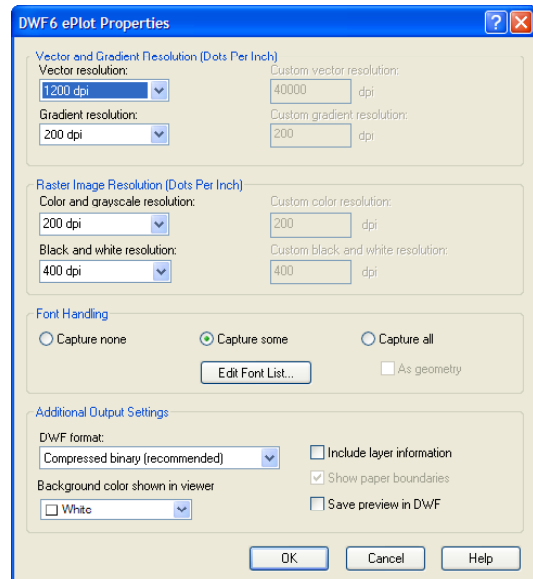 DWF6 ePlot Properties
Vector and Gradient Resolution (Dots Per Inch)
Vector resolution:
Custom vector resolution:
1200 dpi
40000
dpi
Gradient resolution:
Custom gradient resolution:
200 dpi
200
dpi
Raster Image Resolution (Dots Per Inch)
Color and grayscale resolution:
Custom color resolution:
200 dpi
200
dpi
Black and white resolution:
Custom black and white resolution:
400 dpi
400
dpi
Font Handling
Capture none
Capture some
Capture all
Edit Font List...
As geometry
Additional Output Settings
DWF format:
Compressed binary (recommended)
Include layer information
Show paper boundaries
Background color shown in viewer
White
Save preview in DWF
OK
Cancel
Help